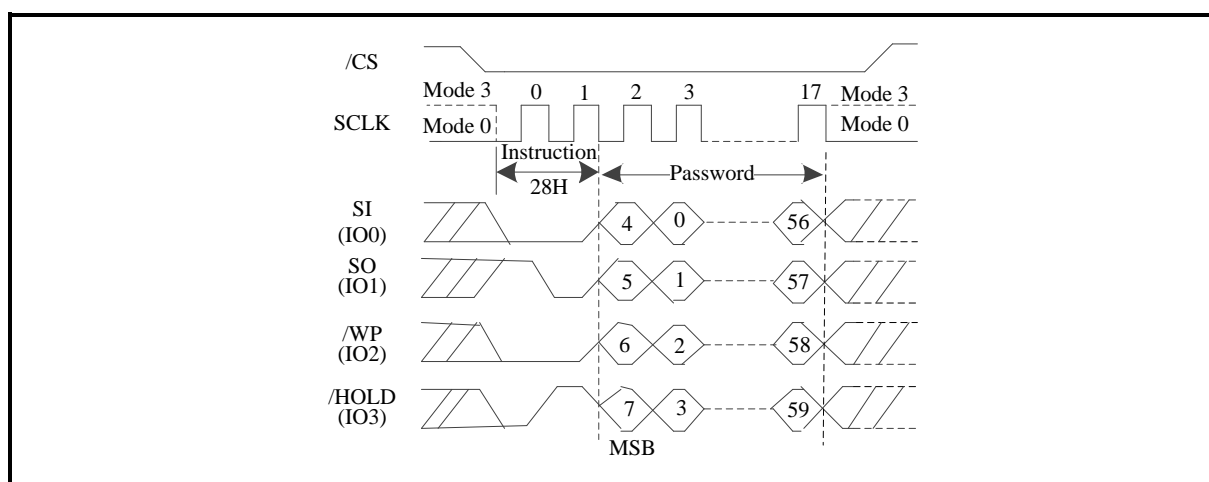 /CS
Mode 3 0 1 2 3 17 Mode 3
SCLK Mode 0 Mode 0
Instruction
28H
Password
SI
(IO0)
4 0 56
SO
(IO1)
5 1 57
/WP
(IO2)
6 2 58
/HOLD
(IO3)
7 3 59
MSB